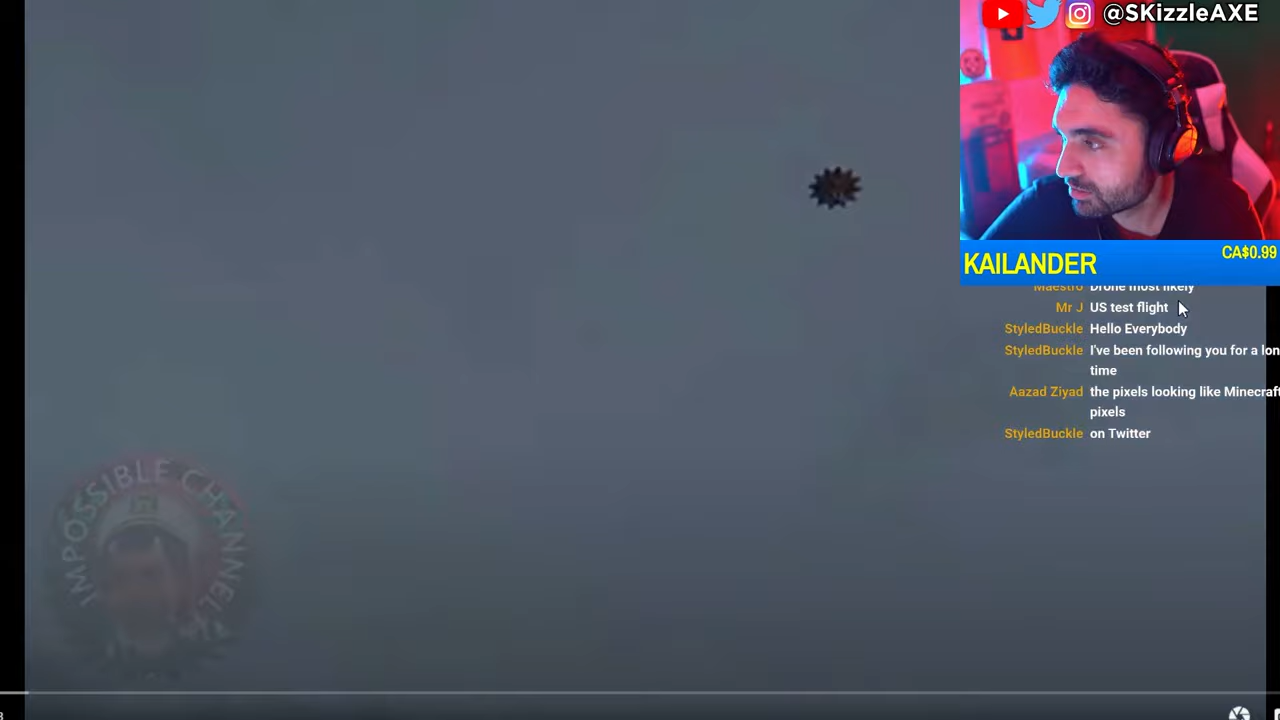 @SKizzleAXE
KAILANDER
CA$0.99
Maestro Drone most likely
Mr J US test flight
StyledBuckle Hello Everybody
StyledBuckle I've been following you for a lon
time
Aazad Ziyad the pixels looking like Minecraft
pixels
StyledBuckle on Twitter
IMPOSSIBLE CHANNEL